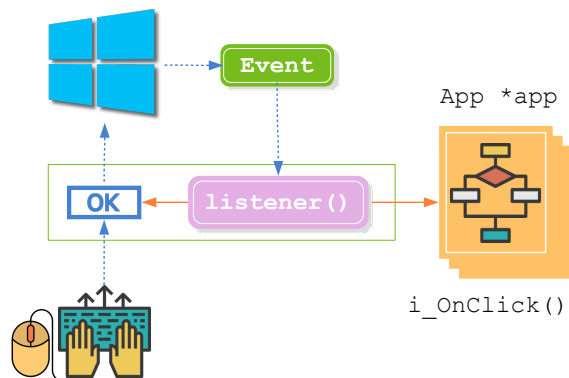 Event
App *app
OK
listener()
i_OnClick()